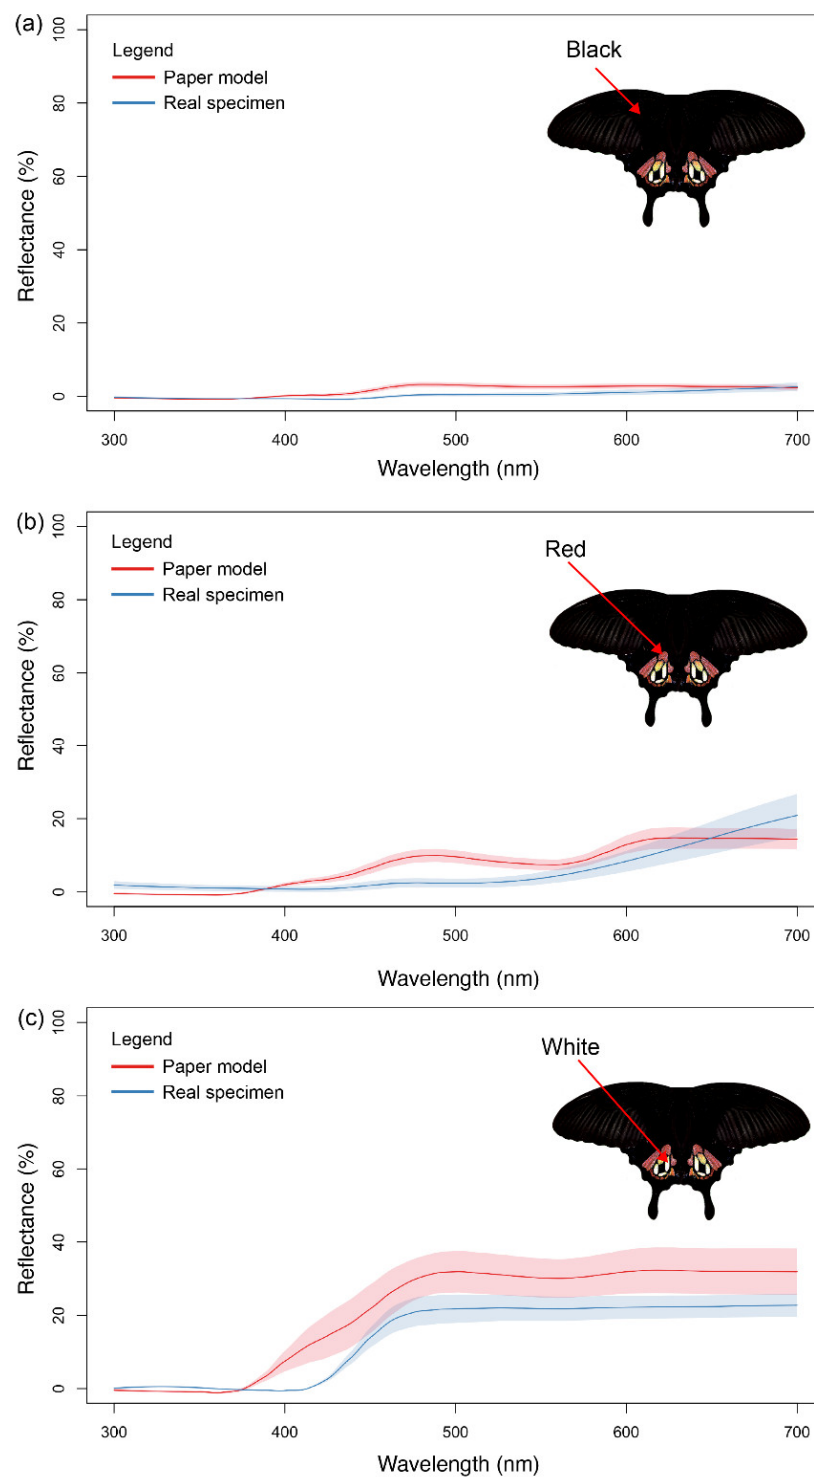 (a)
Legend
Paper model
Real specimen
Black
Reflectance (%)
100
80
60
40
20
0
300 400 500 600 700
Wavelength (nm)
(b)
Legend
Paper model
Real specimen
Red
Reflectance (%)
100
80
60
40
20
0
300 400 500 600 700
Wavelength (nm)
(c)
Legend
Paper model
Real specimen
White
Reflectance (%)
100
80
60
40
20
0
300 400 500 600 700
Wavelength (nm)